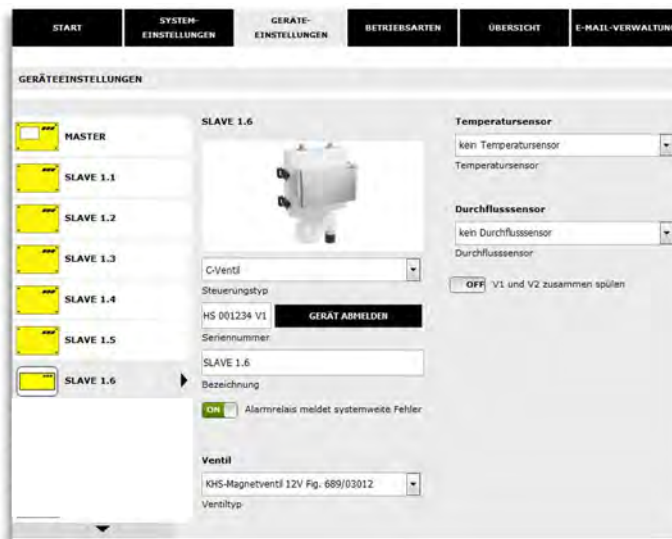 START
SYSTEM-
EINSTELLUNGEN
GERÄTE-
EINSTELLUNGEN
BETRIEBSARTEN
ÜBERSICHT
E-MAIL-VERWALTUNG
GERÄTEEINSTELLUNGEN
MASTER
SLAVE 1.1
SLAVE 1.2
SLAVE 1.3
SLAVE 1.4
SLAVE 1.5
SLAVE 1.6
SLAVE 1.6
C-Ventil
Steuerungstyp
HS 001234 V1
GERÄT ABMELDEN
Seriennummer
SLAVE 1.6
Bezeichnung
ON Alarmrelais meldet systemweite Fehler
Ventil
KHS-Magnetventil 12V Fig. 689/03012
Ventiltyp
Temperatursensor
kein Temperatursensor
Temperatursensor
Durchflusssensor
kein Durchflusssensor
Durchflusssensor
OFF V1 und V2 zusammen spülen